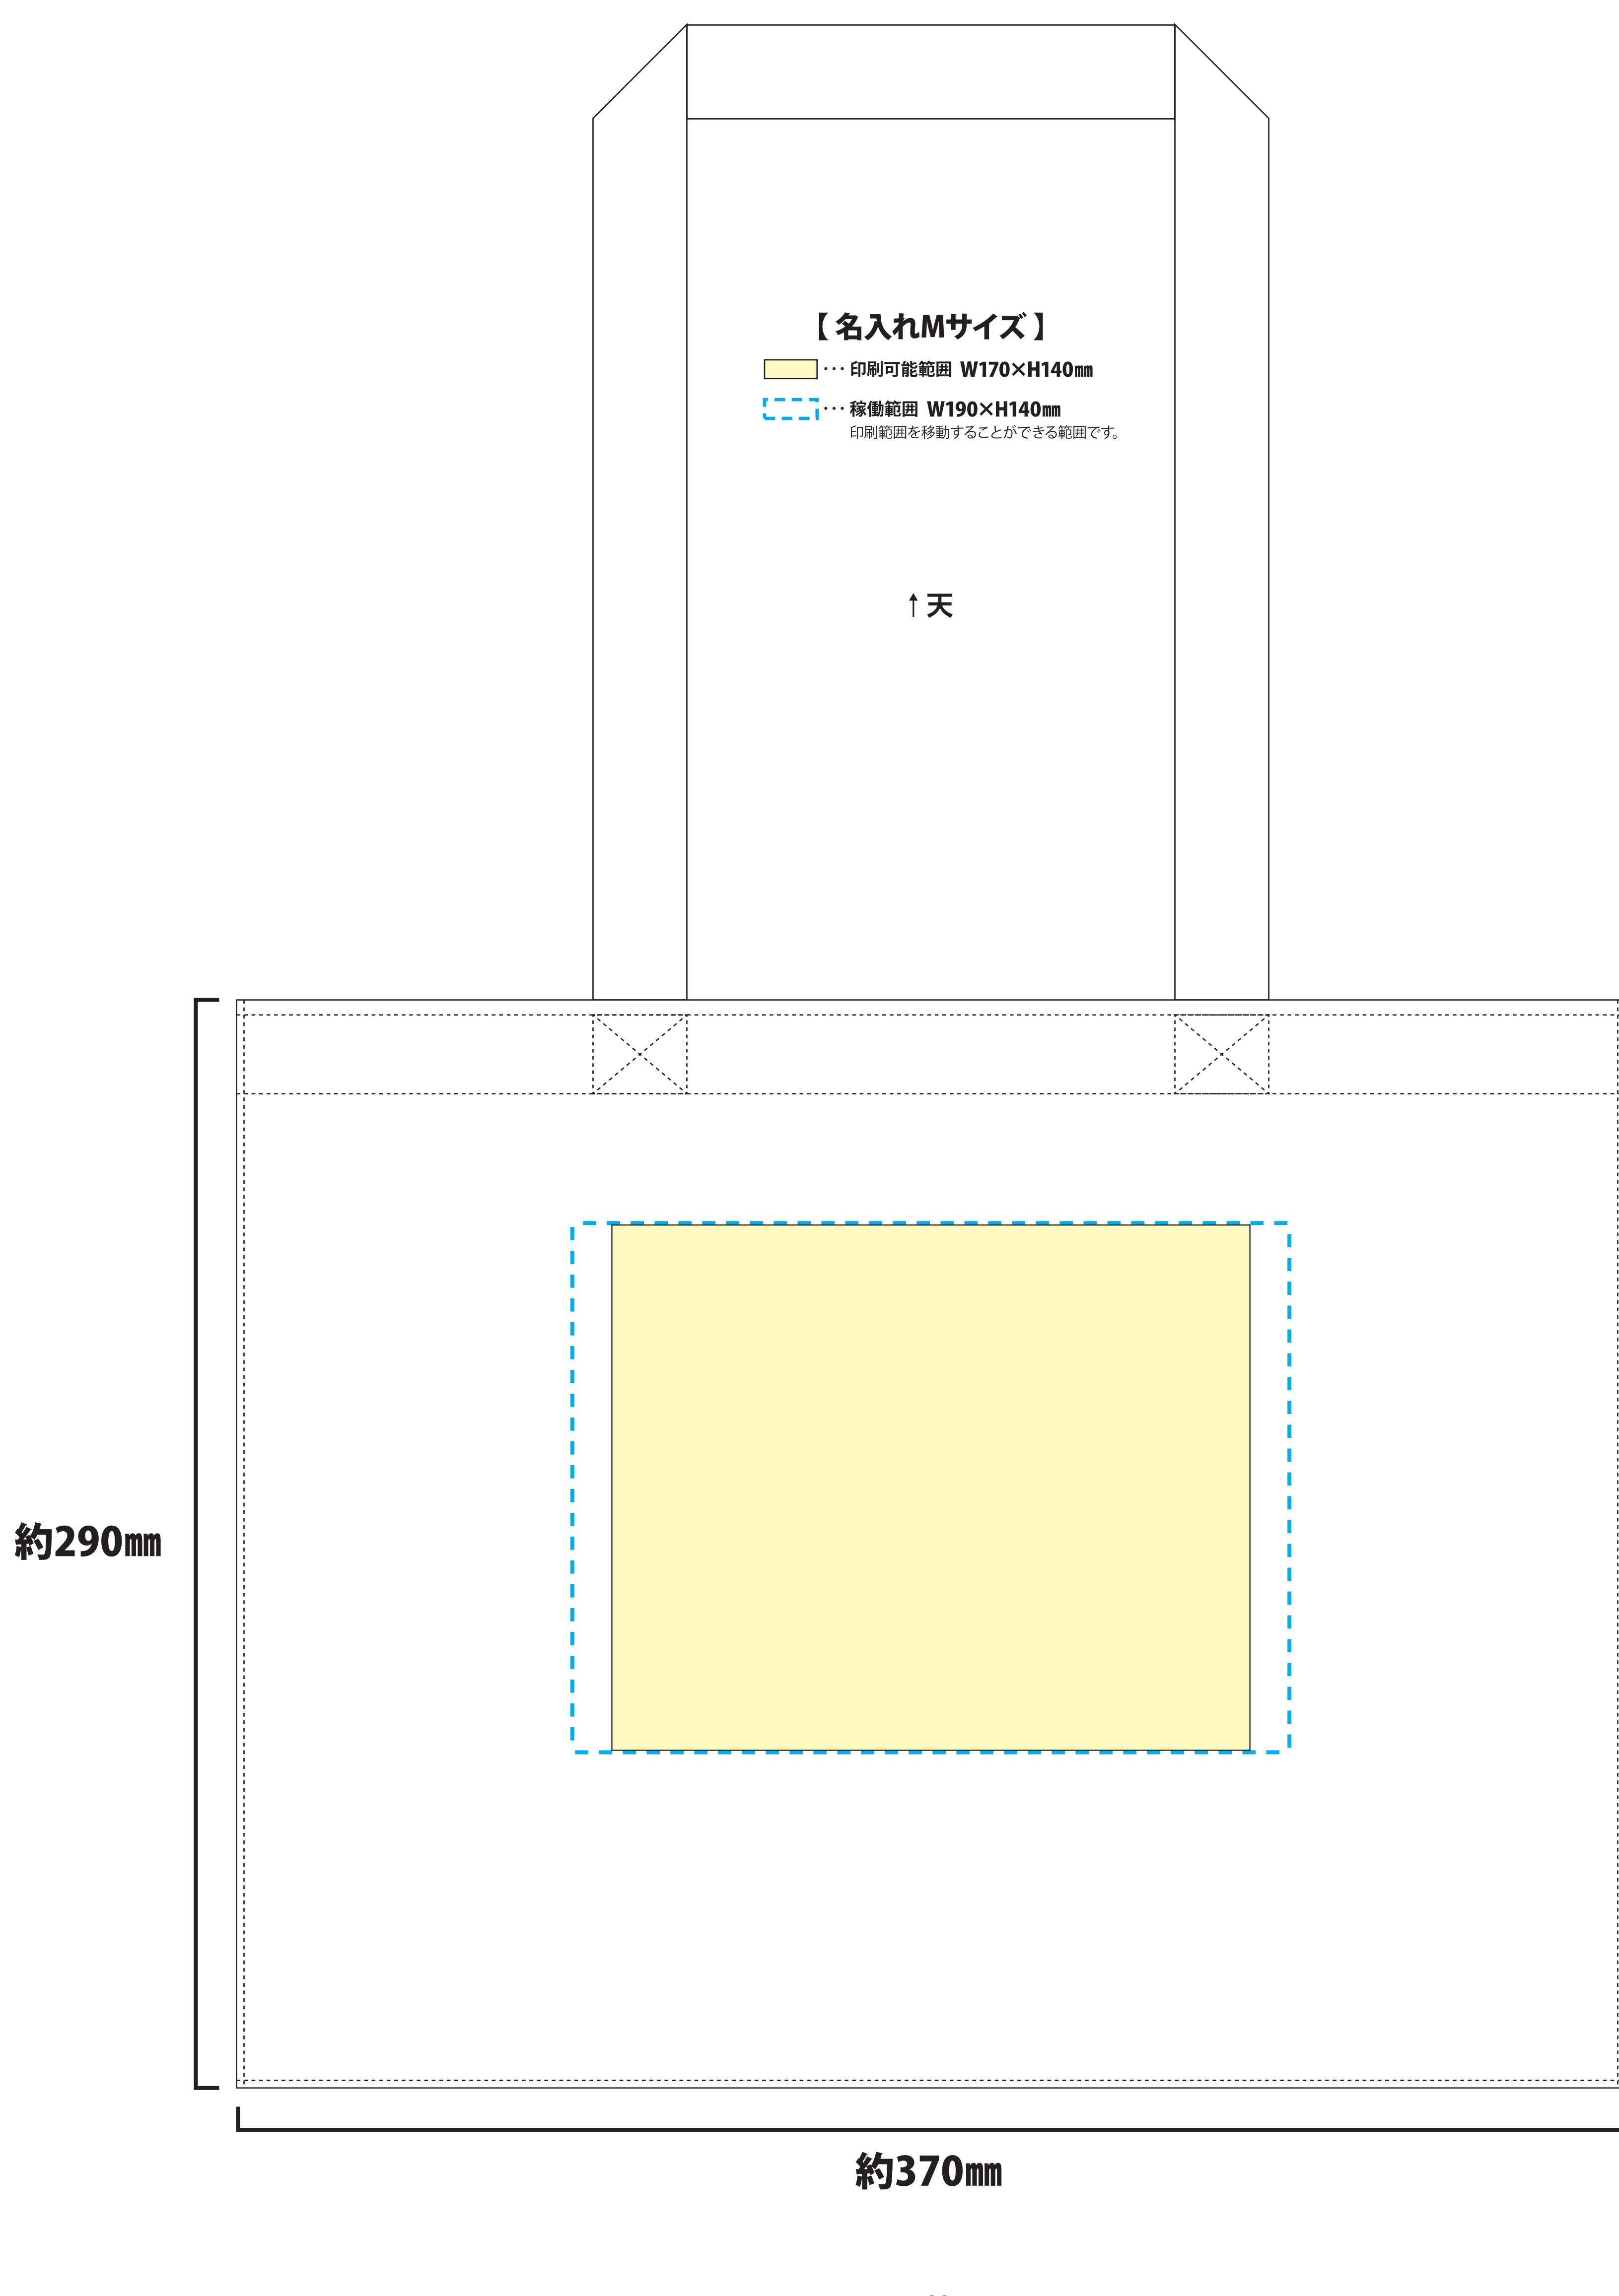 【 名入れMサイズ 】
・・・ 印刷可能範囲 W170×H140㎜
・・・ 稼働範囲 W190×H140㎜
印刷範囲を移動することができる範囲です。
↑ 天
約290㎜
約370㎜